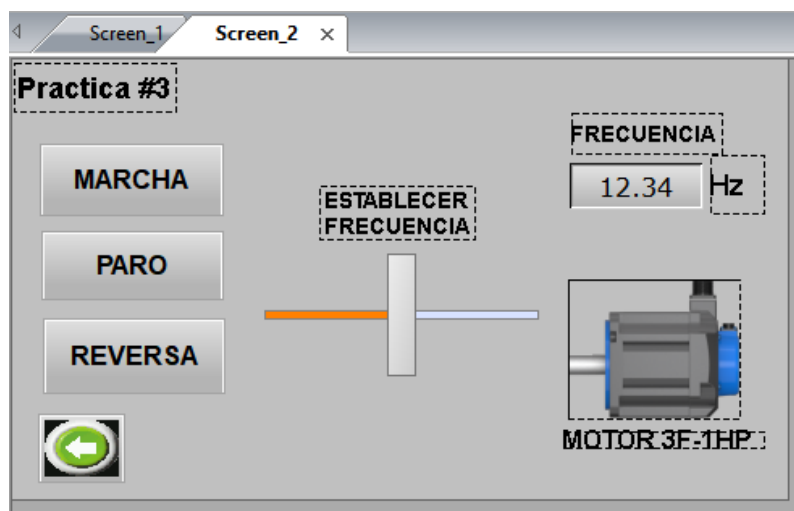 Screen_1
Screen_2 ×
Practica #3
MARCHA
PARO
REVERSA
ESTABLECER
FRECUENCIA
FRECUENCIA
12.34 Hz
MOTOR 3F-1HP